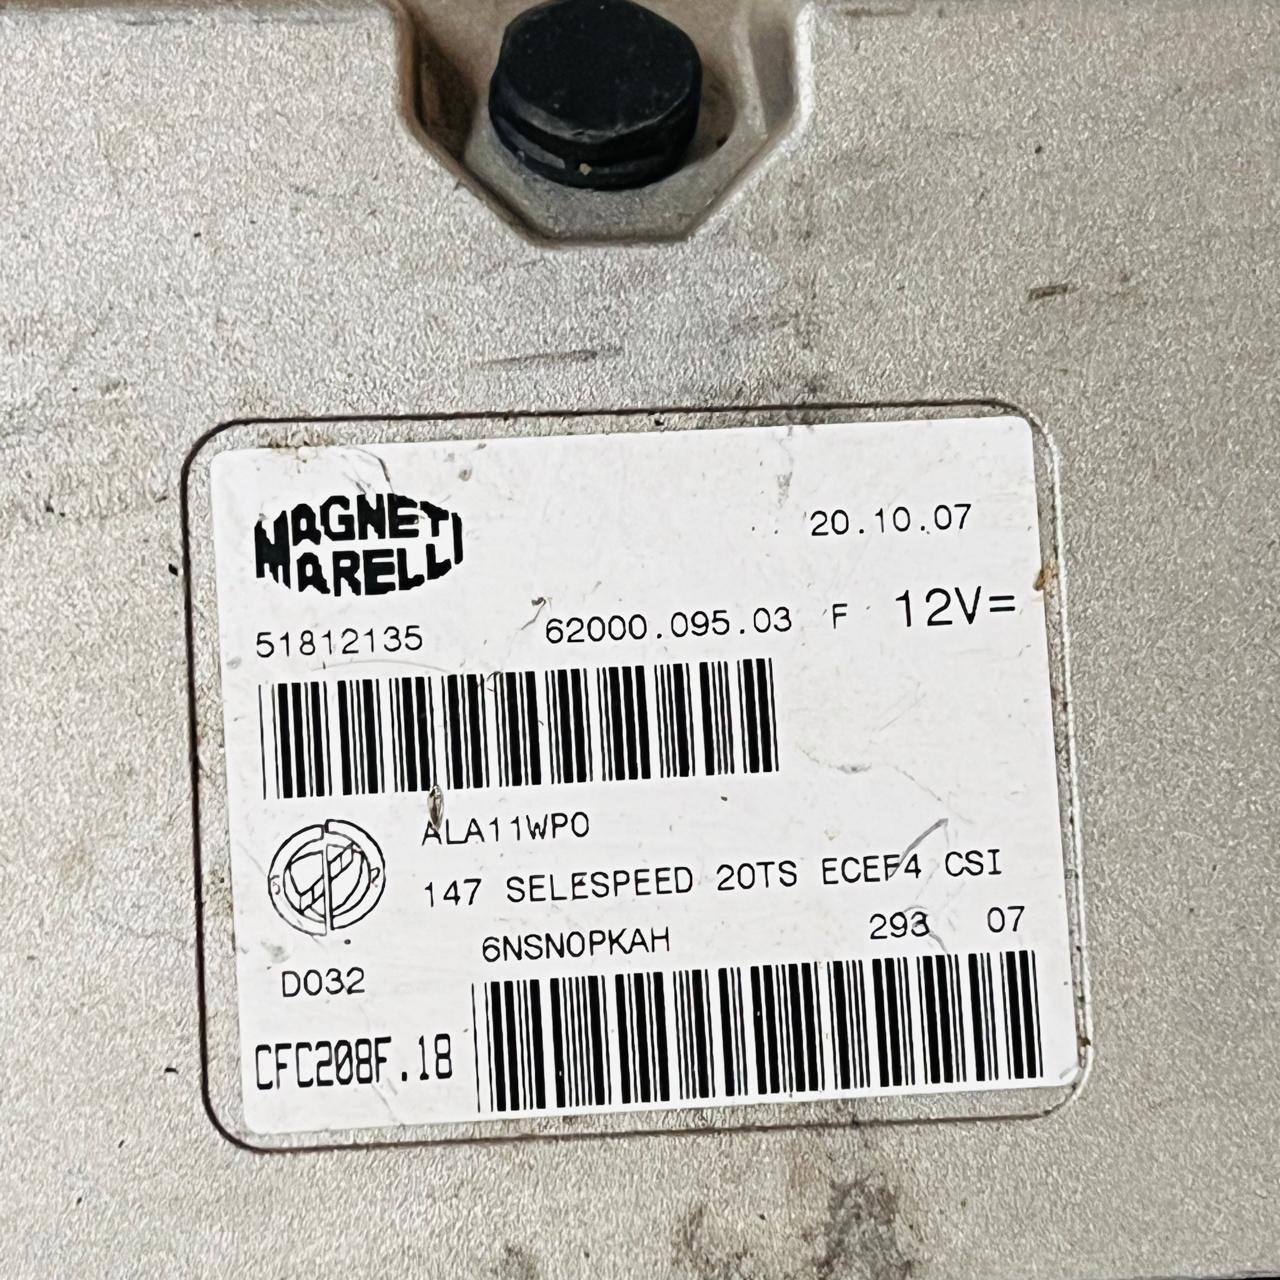 MAGNETI
MARELLI
20.10.07
51812135 62000.095.03 F 12V=
ALA11WP0
147 SELESPEED 20TS ECEF4 CSI
6NSN0PKAH 293 07
D032
CFC208F.18